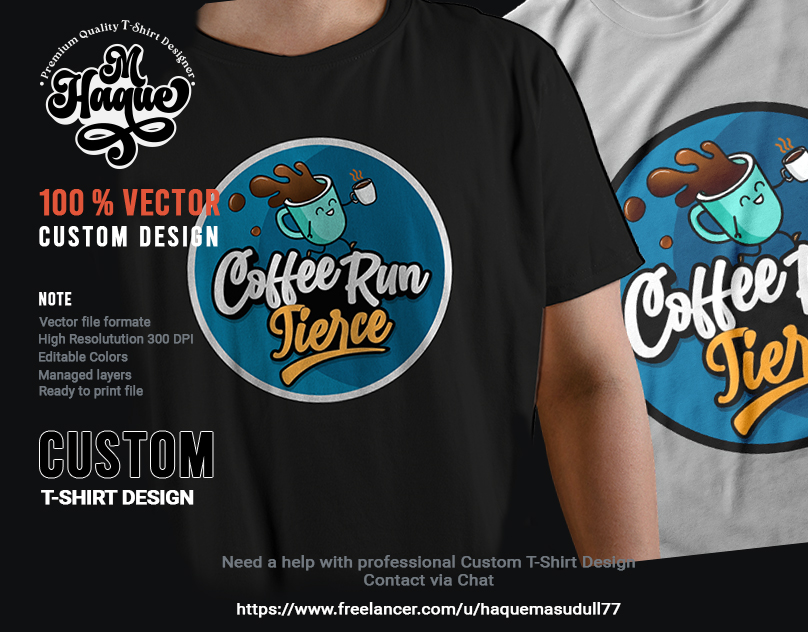 Premium Quality T-Shirt Designer
M
Haque
100 % VECTOR
CUSTOM DESIGN
NOTE
Vector file formate
High Resolutution 300 DPI
Editable Colors
Managed layers
Ready to print file
CUSTOM
T-SHIRT DESIGN
Coffee Run
Tierce
Coffee R
Tier
Need a help with professional Custom T-Shirt Design
Contact via Chat
https://www.freelancer.com/u/haquemasudull77